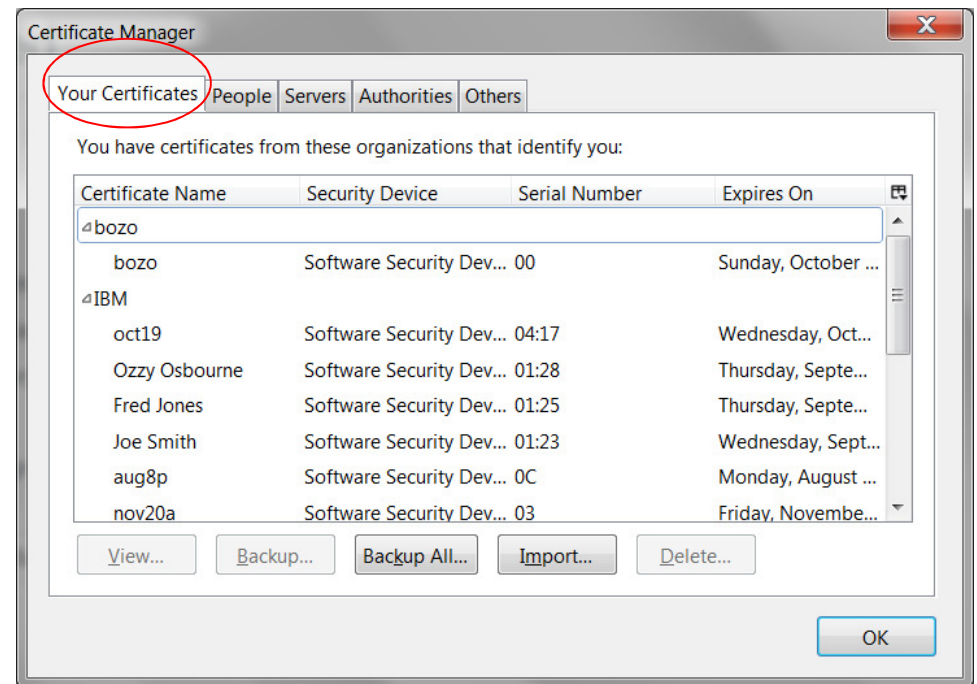 Certificate Manager
X
Your Certificates People Servers Authorities Others
You have certificates from these organizations that identify you:
Certificate Name Security Device Serial Number Expires On
bozo
bozo Software Security Dev... 00 Sunday, October ...
IBM
oct19 Software Security Dev... 04:17 Wednesday, Oct...
Ozzy Osbourne Software Security Dev... 01:28 Thursday, Septe...
Fred Jones Software Security Dev... 01:25 Thursday, Septe...
Joe Smith Software Security Dev... 01:23 Wednesday, Sept...
aug8p Software Security Dev... 0C Monday, August ...
nov20a Software Security Dev... 03 Friday, Novembe...
View... Backup... Backup All... Import... Delete...
OK